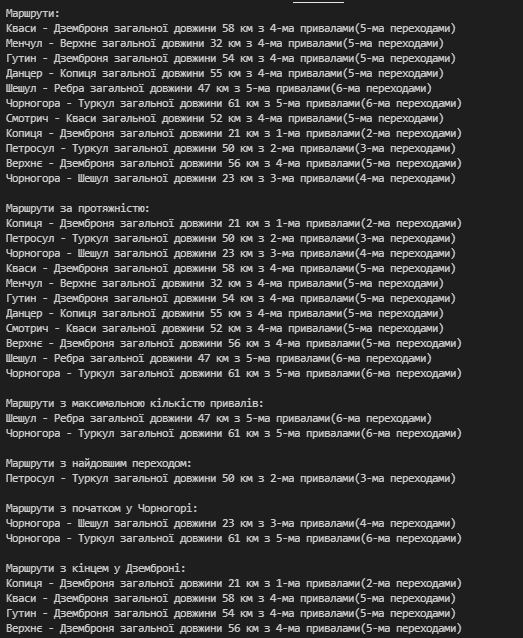 Маршрути:
Кваси - Дземброня загальної довжини 58 км з 4-ма привалами(5-ма переходами)
Менчул - Верхнє загальної довжини 32 км з 4-ма привалами(5-ма переходами)
Гутин - Дземброня загальної довжини 54 км з 4-ма привалами(5-ма переходами)
Данцер - Копиця загальної довжини 55 км з 4-ма привалами(5-ма переходами)
Шешул - Ребра загальної довжини 47 км з 5-ма привалами(6-ма переходами)
Чорногора - Туркул загальної довжини 61 км з 5-ма привалами(6-ма переходами)
Смотрич - Кваси загальної довжини 52 км з 4-ма привалами(5-ма переходами)
Копиця - Дземброня загальної довжини 21 км з 1-ма привалами(2-ма переходами)
Петросул - Туркул загальної довжини 50 км з 2-ма привалами(3-ма переходами)
Верхнє - Дземброня загальної довжини 56 км з 4-ма привалами(5-ма переходами)
Чорногора - Шешул загальної довжини 23 км з 3-ма привалами(4-ма переходами)
Маршрути за протяжністю:
Копиця - Дземброня загальної довжини 21 км з 1-ма привалами(2-ма переходами)
Петросул - Туркул загальної довжини 50 км з 2-ма привалами(3-ма переходами)
Чорногора - Шешул загальної довжини 23 км з 3-ма привалами(4-ма переходами)
Кваси - Дземброня загальної довжини 58 км з 4-ма привалами(5-ма переходами)
Менчул - Верхнє загальної довжини 32 км з 4-ма привалами(5-ма переходами)
Гутин - Дземброня загальної довжини 54 км з 4-ма привалами(5-ма переходами)
Данцер - Копиця загальної довжини 55 км з 4-ма привалами(5-ма переходами)
Смотрич - Кваси загальної довжини 52 км з 4-ма привалами(5-ма переходами)
Верхнє - Дземброня загальної довжини 56 км з 4-ма привалами(5-ма переходами)
Шешул - Ребра загальної довжини 47 км з 5-ма привалами(6-ма переходами)
Чорногора - Туркул загальної довжини 61 км з 5-ма привалами(6-ма переходами)
Маршрути з максимальною кількістю привалів:
Шешул - Ребра загальної довжини 47 км з 5-ма привалами(6-ма переходами)
Чорногора - Туркул загальної довжини 61 км з 5-ма привалами(6-ма переходами)
Маршрути з найдовшим переходом:
Петросул - Туркул загальної довжини 50 км з 2-ма привалами(3-ма переходами)
Маршрути з початком у Чорногорі:
Чорногора - Шешул загальної довжини 23 км з 3-ма привалами(4-ма переходами)
Чорногора - Туркул загальної довжини 61 км з 5-ма привалами(6-ма переходами)
Маршрути з кінцем у Дземброні:
Копиця - Дземброня загальної довжини 21 км з 1-ма привалами(2-ма переходами)
Кваси - Дземброня загальної довжини 58 км з 4-ма привалами(5-ма переходами)
Гутин - Дземброня загальної довжини 54 км з 4-ма привалами(5-ма переходами)
Верхнє - Дземброня загальної довжини 56 км з 4-ма привалами(5-ма переходами)